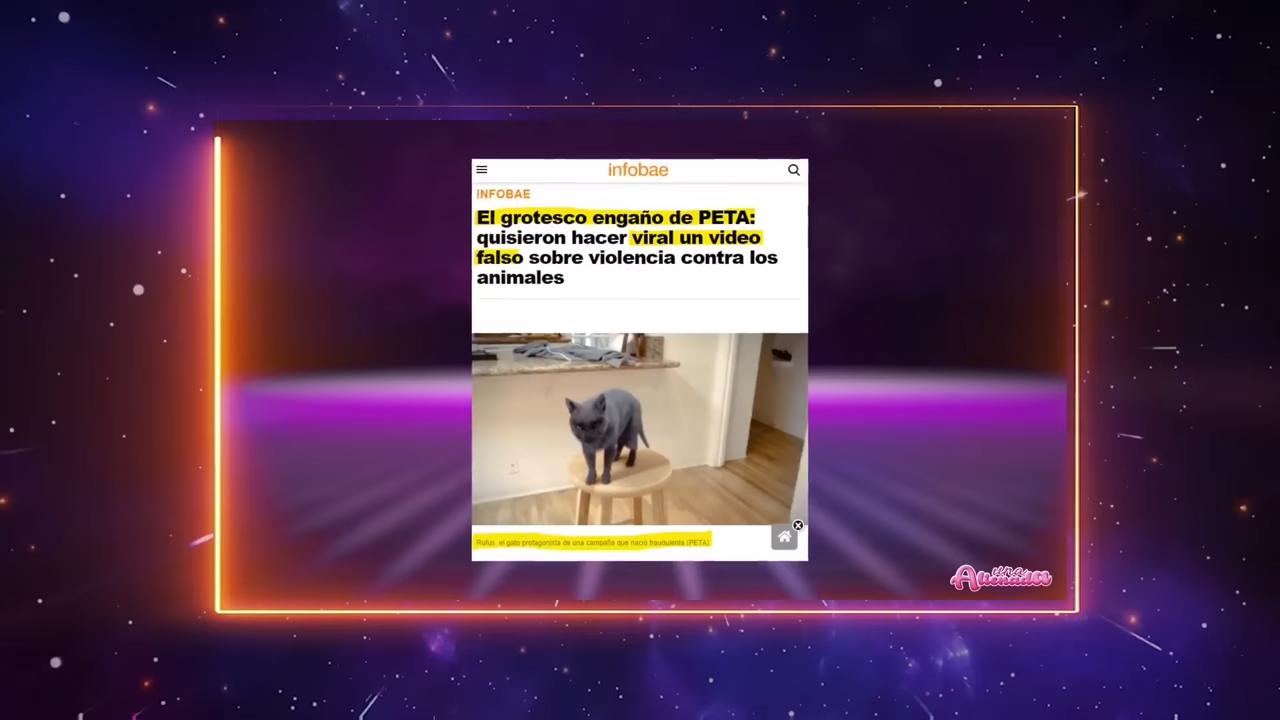 infobae
INFOBAE
El grotesco engaño de PETA:
quisieron hacer viral un video
falso sobre violencia contra los
animales
Rufus, el gato protagonista de una campaña que nació fraudulenta (PETA)